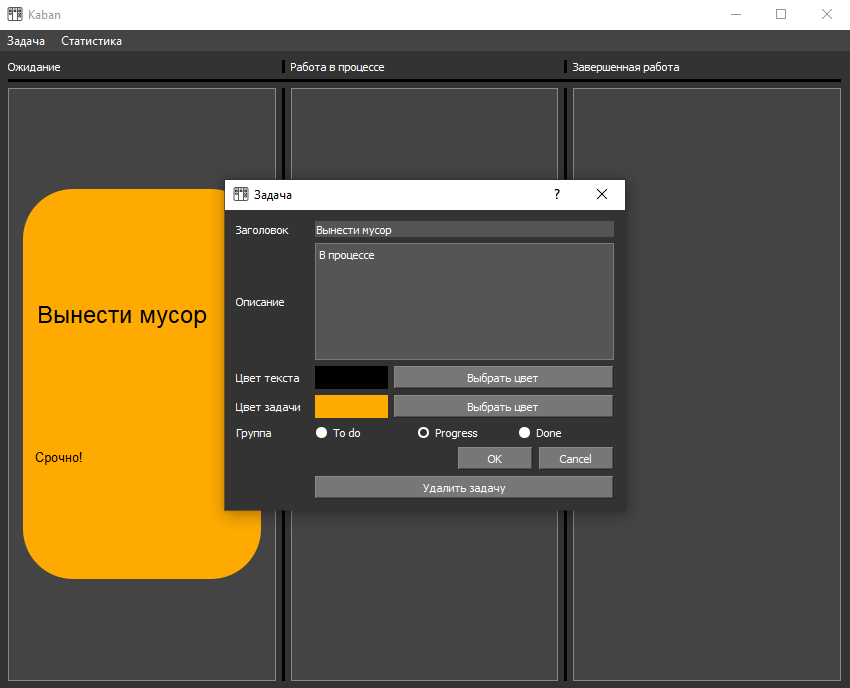 Kaban
Задача Статистика
Ожидание
Работа в процессе
Завершенная работа
Вынести мусор
Срочно!
Задача
?
Заголовок Вынести мусор
Описание В процессе
Цвет текста Выбрать цвет
Цвет задачи Выбрать цвет
Группа To do Progress Done
OK Cancel
Удалить задачу